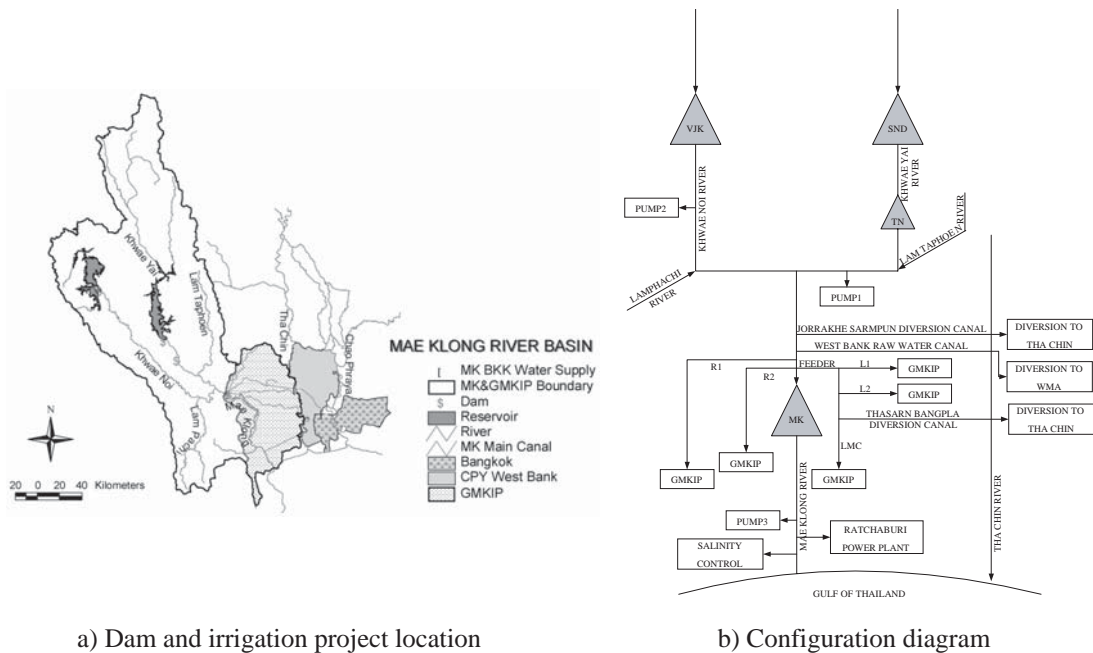 Khwae Yai
Lam Taphoen
Khwae Noi
Lam Pachi
Mae Klong
Tha Chin
Chao Phraya
N
20 0 20 40 Kilometers
MAE KLONG RIVER BASIN
MK BKK Water Supply
MK&GMKIP Boundary
$ Dam
Reservoir
River
MK Main Canal
Bangkok
CPY West Bank
GMKIP
a) Dam and irrigation project location
VJK
SND
KHWAE NOI RIVER
KHWAE YAI
RIVER
PUMP2
TN
LAM TAPHOEN RIVER
LAMPHACHI
RIVER
PUMP1
JORRAKHE SARMPUN DIVERSION CANAL
DIVERSION TO
THA CHIN
WEST BANK RAW WATER CANAL
DIVERSION TO
WMA
R1
R2
FEEDER
L1
GMKIP
L2
GMKIP
MK
THASARN BANGPLA
DIVERSION CANAL
DIVERSION TO
THA CHIN
LMC
GMKIP
GMKIP
GMKIP
MAE KLONG RIVER
PUMP3
RATCHABURI
POWER PLANT
SALINITY
CONTROL
THA CHIN RIVER
GULF OF THAILAND
b) Configuration diagram